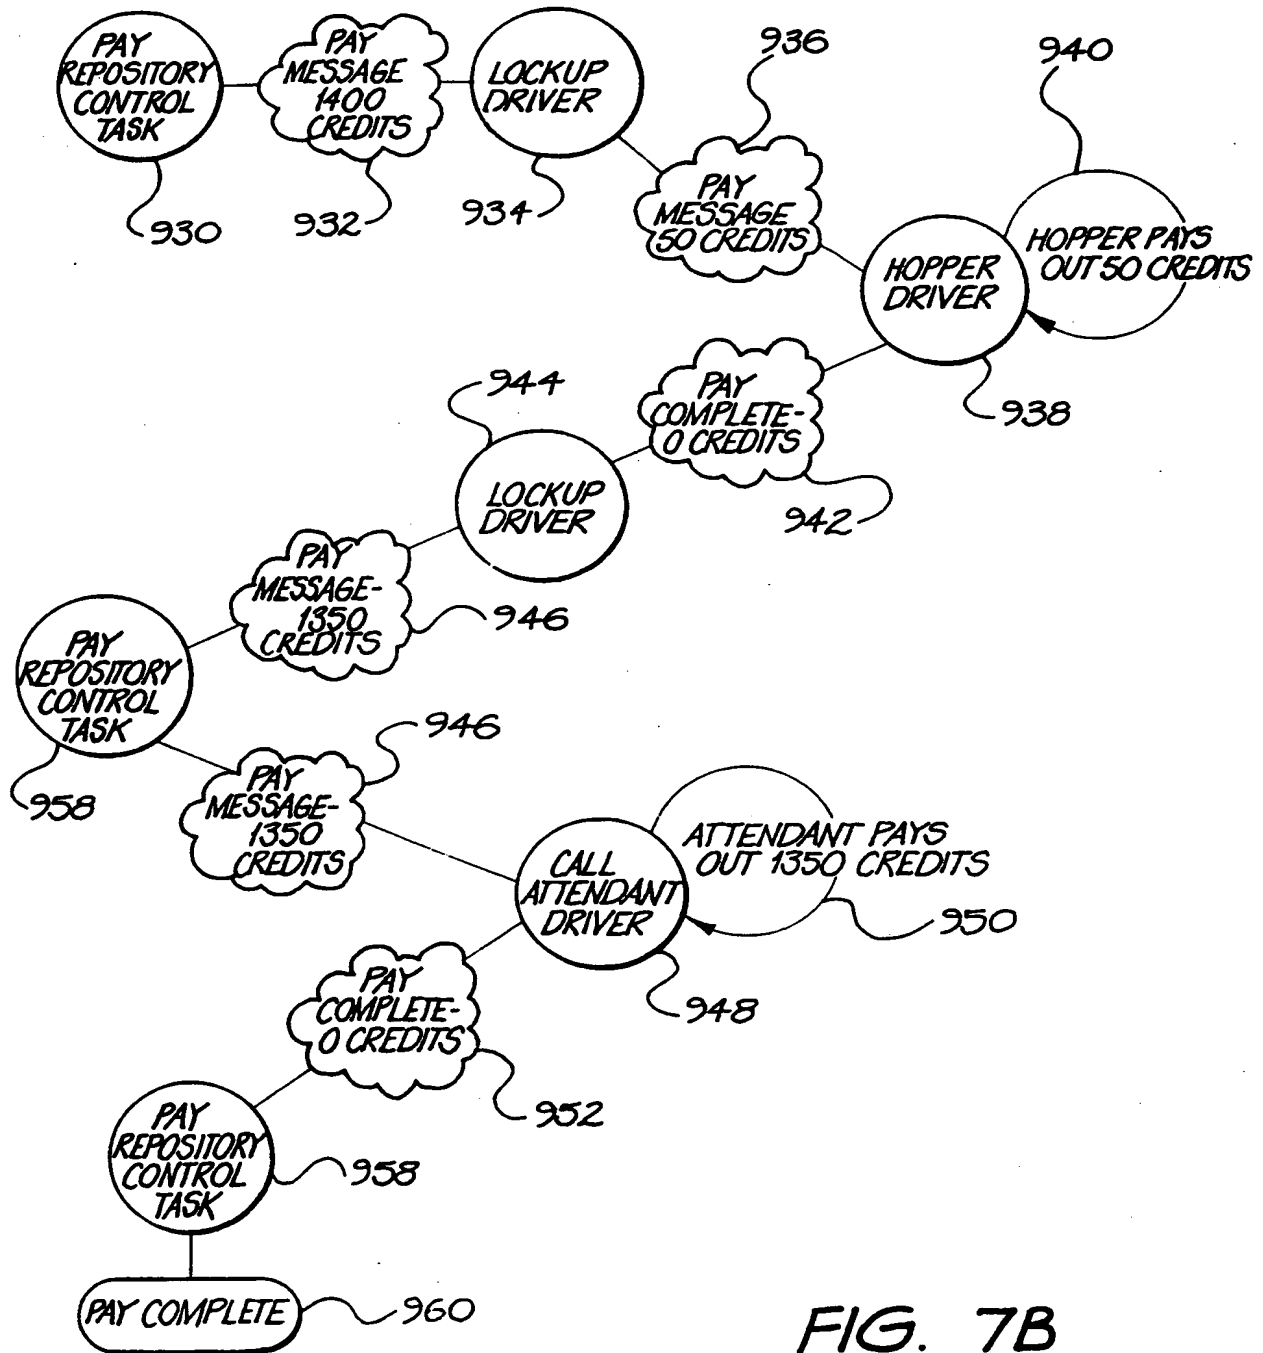 PAY
REPOSITORY
CONTROL
TASK
930
PAY
MESSAGE
1400
CREDITS
932
LOCKUP
DRIVER
934
936
PAY
MESSAGE
50 CREDITS
940
HOPPER PAYS
OUT 50 CREDITS
HOPPER
DRIVER
938
PAY
COMPLETE-
0 CREDITS
942
944
LOCKUP
DRIVER
PAY
MESSAGE-
1350
CREDITS
946
PAY
REPOSITORY
CONTROL
TASK
958
946
PAY
MESSAGE-
1350
CREDITS
CALL
ATTENDANT
DRIVER
948
ATTENDANT PAYS
OUT 1350 CREDITS
950
PAY
COMPLETE-
0 CREDITS
952
PAY
REPOSITORY
CONTROL
TASK
958
PAY COMPLETE
960
FIG. 7B